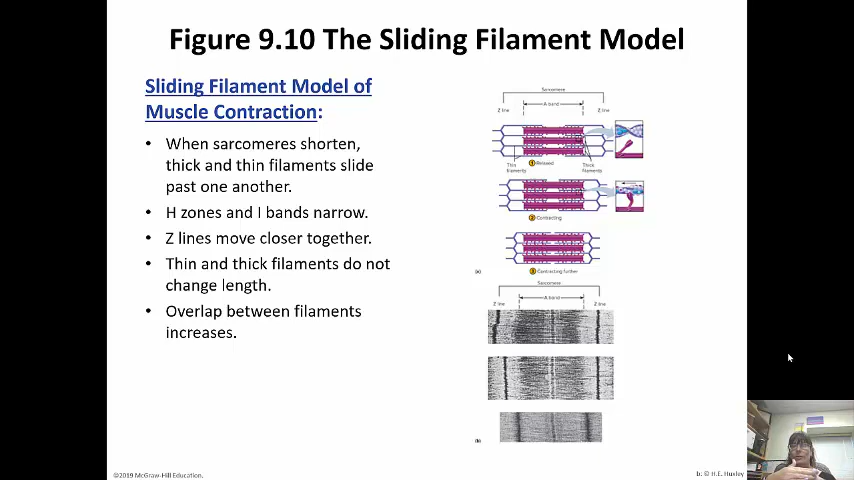 Figure 9.10 The Sliding Filament Model
Sliding Filament Model of
Muscle Contraction:
• When sarcomeres shorten,
thick and thin filaments slide
past one another.
• H zones and I bands narrow.
• Z lines move closer together.
• Thin and thick filaments do not
change length.
• Overlap between filaments
increases.
Sarcomere
Z line A band Z line
Thin
filaments
1 Relaxed
Thick
filaments
2 Contracting
3 Contracting further
(a)
Sarcomere
Z line A band Z line
(b)
©2019 McGraw-Hill Education.
b: © H.E. Huxley